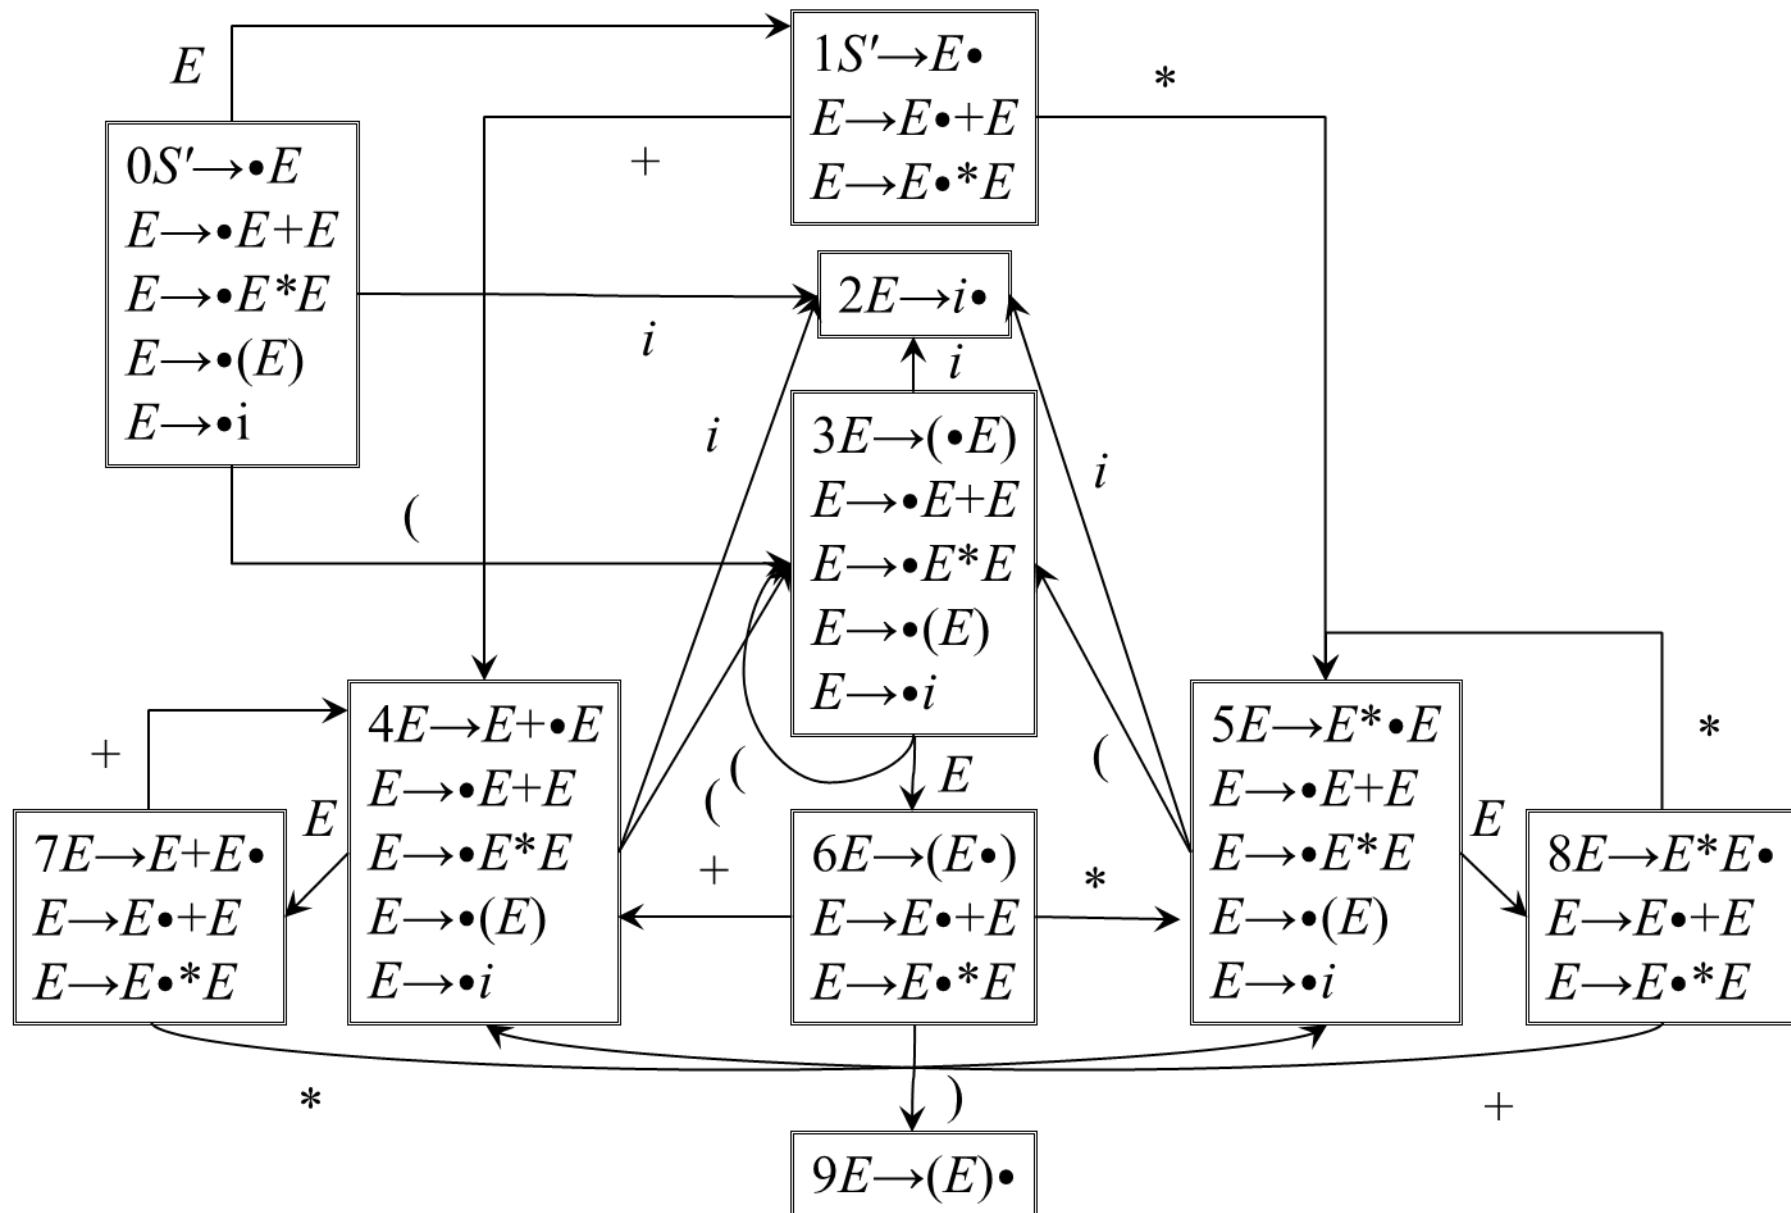 E
1S′→E•
E→E•+E
E→E•*E
*
0S′→•E
E→•E+E
E→•E*E
E→•(E)
E→•i
+
i
2E→i•
i
3E→(•E)
E→•E+E
E→•E*E
E→•(E)
E→•i
i
i
(
+
4E→E+•E
E→•E+E
E→•E*E
E→•(E)
E→•i
(
(
E
(
5E→E*•E
E→•E+E
E→•E*E
E→•(E)
E→•i
*
7E→E+E•
E→E•+E
E→E•*E
E
+
6E→(E•)
E→E•+E
E→E•*E
*
E
8E→E*E•
E→E•+E
E→E•*E
*
)
+
9E→(E)•